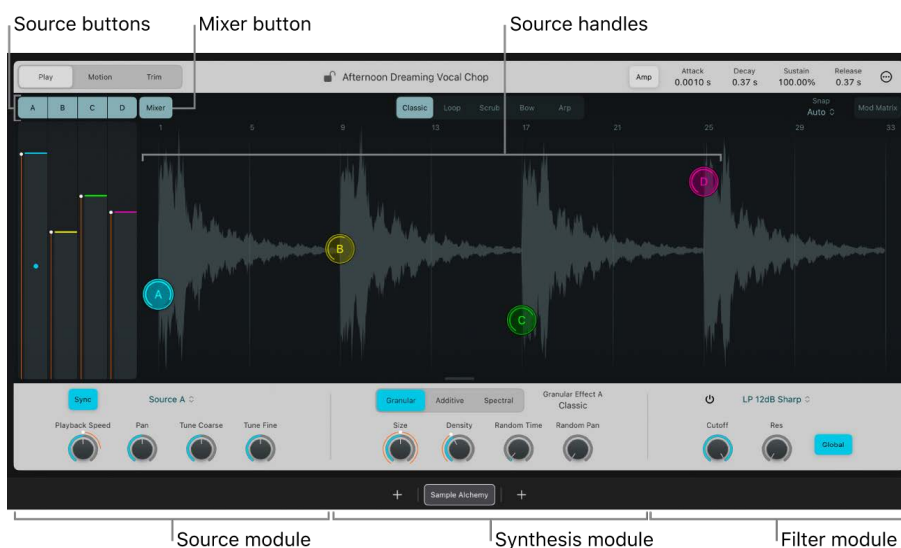 Source buttons Mixer button Source handles
Play Motion Trim Afternoon Dreaming Vocal Chop Amp Attack Decay Sustain Release
0.0010 s 0.37 s 100.00% 0.37 s
A B C D Mixer Classic Loop Scrub Bow Arp Snap Mod Matrix
Auto
1 5 9 13 17 21 25 29 33
D
B
A
C
Sync Source A Granular Additive Spectral Granular Effect A LP 12dB Sharp
Classic
Playback Speed Pan Tune Coarse Tune Fine Size Density Random Time Random Pan Cutoff Res
Global
+ Sample Alchemy +
Source module Synthesis module Filter module